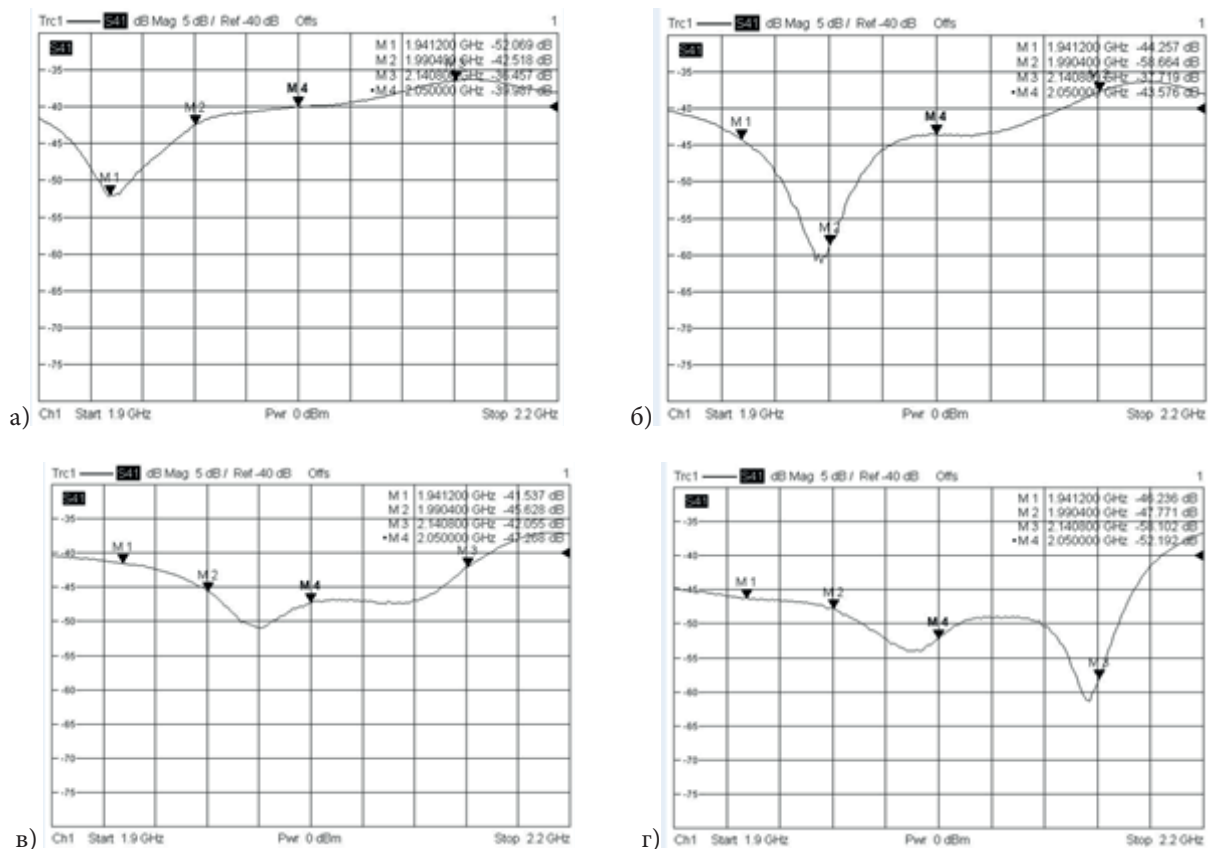 Trc1 S41 dB Mag 5 dB / Ref -40 dB Offs 1
S41
M 1 1.941200 GHz -52.069 dB
M 2 1.990400 GHz -42.518 dB
M 3 2.140800 GHz -36.457 dB
•M 4 2.050000 GHz -39.987 dB
-35
-40
-45
-50
-55
-60
-65
-70
-75
M 1
M 2
M 4
M 3
Ch1 Start 1.9 GHz Pwr 0 dBm Stop 2.2 GHz
а)
Trc1 S41 dB Mag 5 dB / Ref -40 dB Offs 1
S41
M 1 1.941200 GHz -44.257 dB
M 2 1.990400 GHz -58.664 dB
M 3 2.140800 GHz -37.719 dB
•M 4 2.050000 GHz -43.576 dB
-35
-40
-45
-50
-55
-60
-65
-70
-75
M 1
M 2
M 4
Ch1 Start 1.9 GHz Pwr 0 dBm Stop 2.2 GHz
б)
Trc1 S41 dB Mag 5 dB / Ref -40 dB Offs 1
S41
M 1 1.941200 GHz -41.537 dB
M 2 1.990400 GHz -45.628 dB
M 3 2.140800 GHz -42.055 dB
•M 4 2.050000 GHz -47.268 dB
-35
-40
-45
-50
-55
-60
-65
-70
-75
M 1
M 2
M 4
M 3
Ch1 Start 1.9 GHz Pwr 0 dBm Stop 2.2 GHz
в)
Trc1 S41 dB Mag 5 dB / Ref -40 dB Offs 1
S41
M 1 1.941200 GHz -46.236 dB
M 2 1.990400 GHz -47.771 dB
M 3 2.140800 GHz -58.102 dB
•M 4 2.050000 GHz -52.192 dB
-35
-40
-45
-50
-55
-60
-65
-70
-75
M 1
M 2
M 4
M 3
Ch1 Start 1.9 GHz Pwr 0 dBm Stop 2.2 GHz
г)